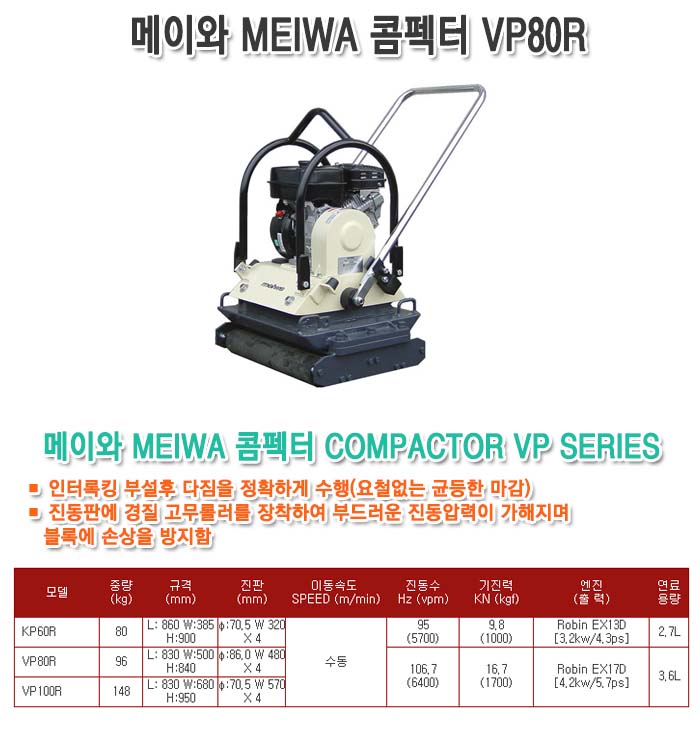 메이와 MEIWA 콤펙터 VP80R
meiwa
메이와 MEIWA 콤펙터 COMPACTOR VP SERIES
■ 인터록킹 부설후 다짐을 정확하게 수행(요철없는 균등한 마감)
■ 진동판에 경질 고무롤러를 장착하여 부드러운 진동압력이 가해지며
블록에 손상을 방지함
모델 중량 (kg) 규격 (mm) 진판 (mm) 이동속도 SPEED (m/min) 진동수 Hz (vpm) 기진력 KN (kgf) 엔진 (출 력) 연료 용량
KP60R 80 L: 860 W:385 H:900 φ:70,5 W 320 X 4 수동 95 (5700) 9,8 (1000) Robin EX13D [3,2kw/4,3ps] 2,7L
VP80R 96 L: 830 W:500 H:840 φ:86,0 W 480 X 4 106,7 (6400) 16,7 (1700) Robin EX17D [4,2kw/5,7ps] 3,6L
VP100R 148 L: 830 W:680 H:950 φ:70,5 W 570 X 4